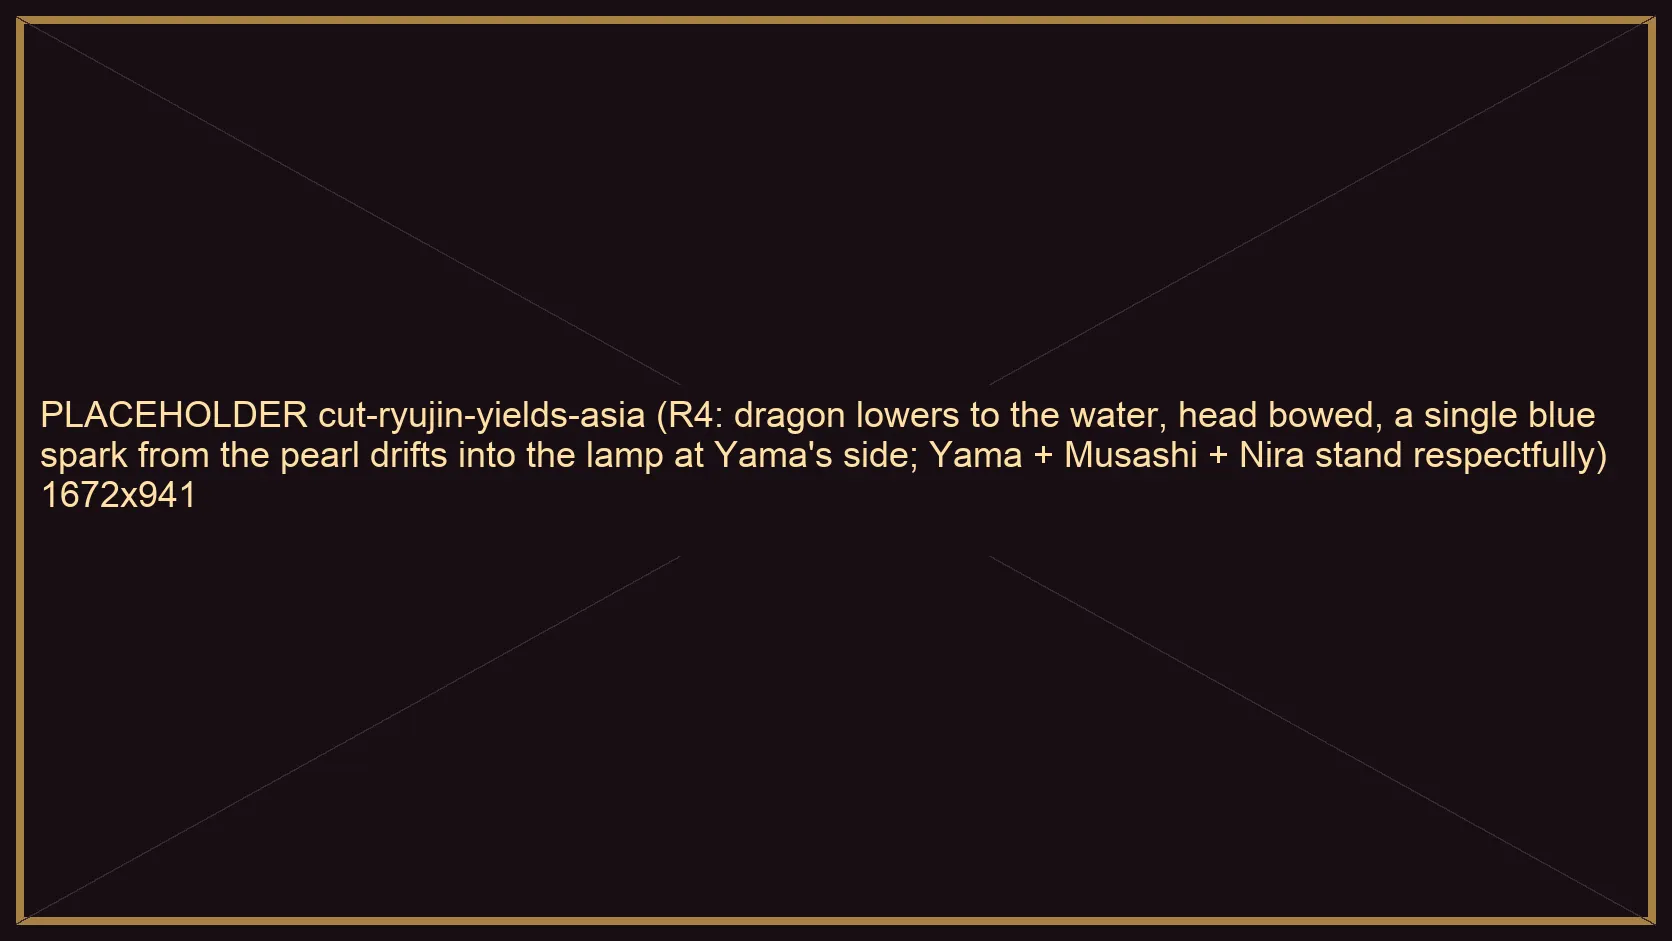 PLACEHOLDER cut-ryujin-yields-asia (R4: dragon lowers to the water, head bowed, a single blue
spark from the pearl drifts into the lamp at Yama's side; Yama + Musashi + Nira stand respectfully)
1672x941